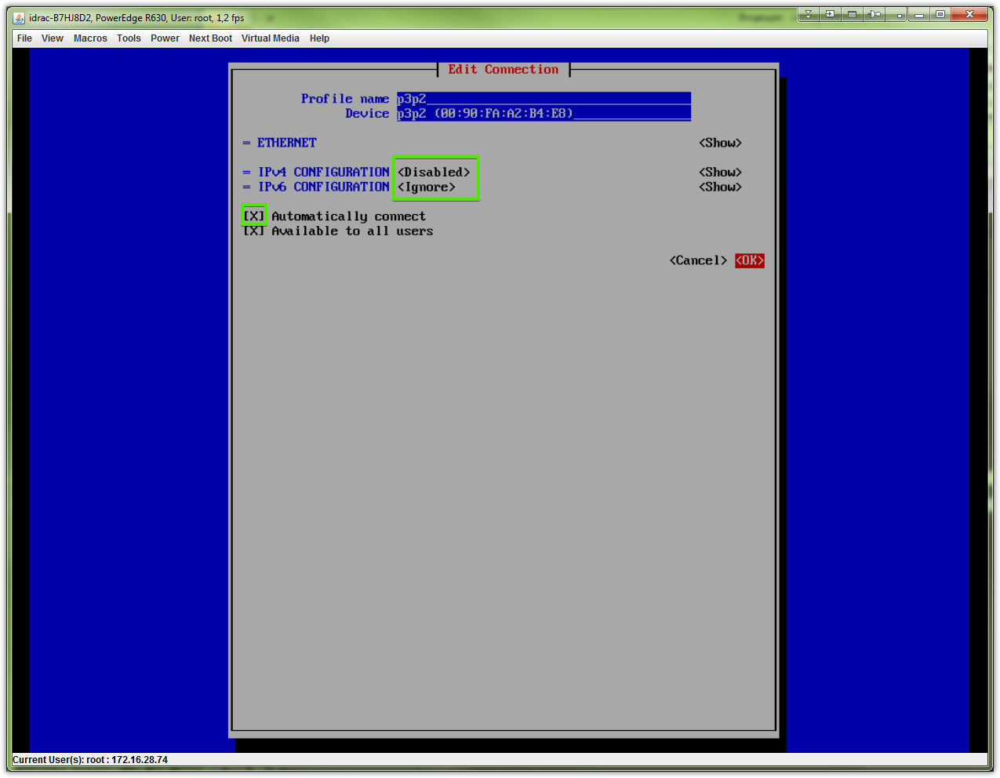 idrac-B7HJ8D2, PowerEdge R630, User: root, 1,2 fps
File View Macros Tools Power Next Boot Virtual Media Help
Edit Connection
Profile name p3p2
Device p3p2 (00:90:FA:A2:B4:E8)
= ETHERNET <Show>
= IPv4 CONFIGURATION <Disabled> <Show>
= IPv6 CONFIGURATION <Ignore> <Show>
[X] Automatically connect
[X] Available to all users
<Cancel> <OK>
Current User(s): root : 172.16.28.74